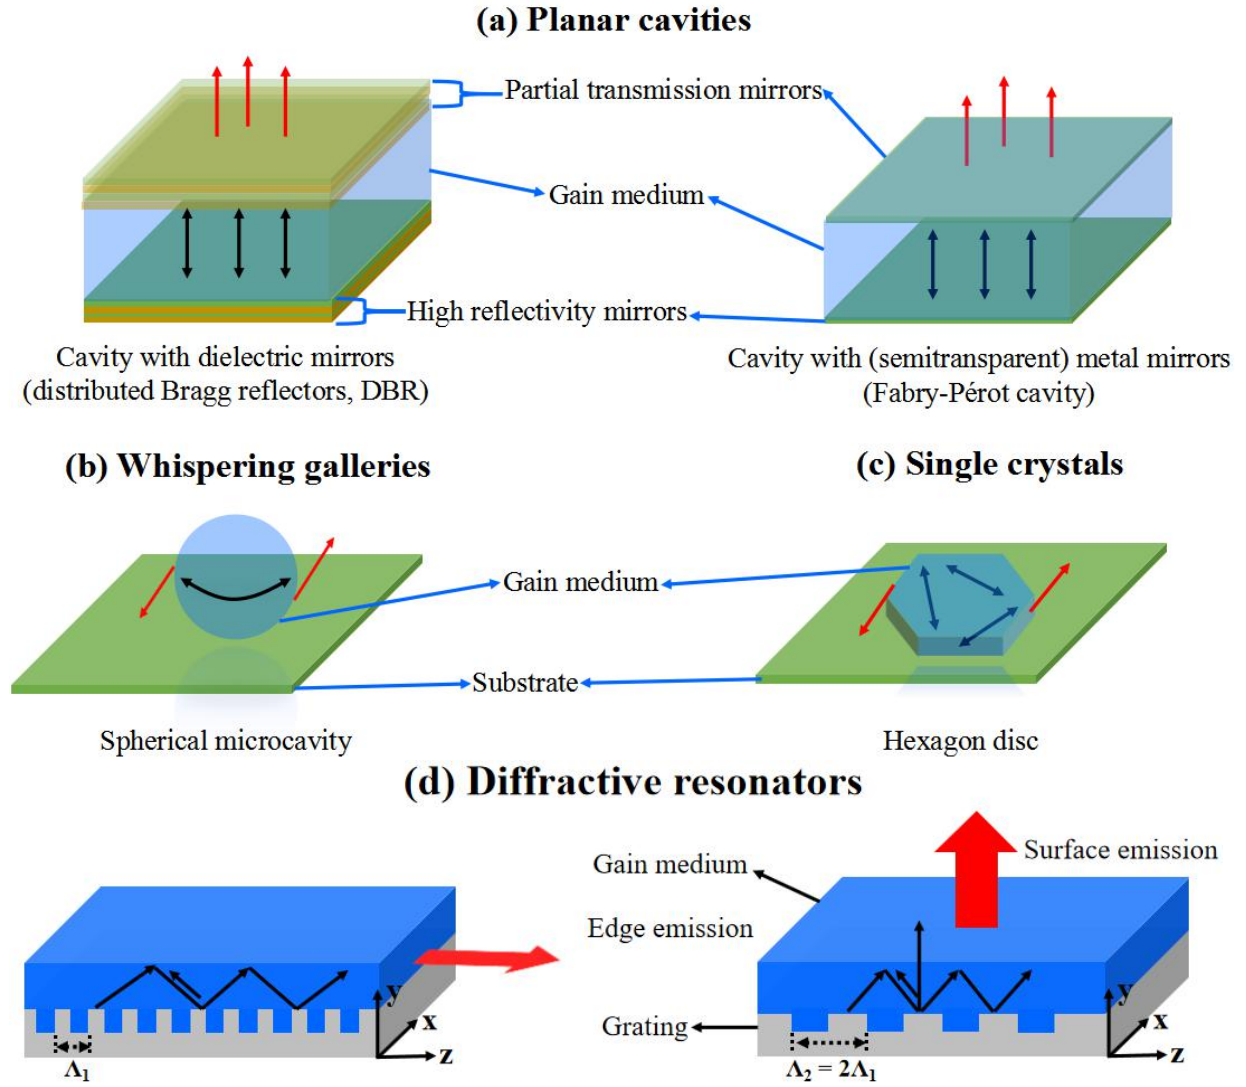 (a) Planar cavities
Partial transmission mirrors
Gain medium
High reflectivity mirrors
Cavity with dielectric mirrors
(distributed Bragg reflectors, DBR)
Cavity with (semitransparent) metal mirrors
(Fabry-Pérot cavity)
(b) Whispering galleries
(c) Single crystals
Gain medium
Substrate
Spherical microcavity
Hexagon disc
(d) Diffractive resonators
Gain medium
Surface emission
Edge emission
Grating
y
x
z
Λ₁
y
x
z
Λ₂ = 2Λ₁